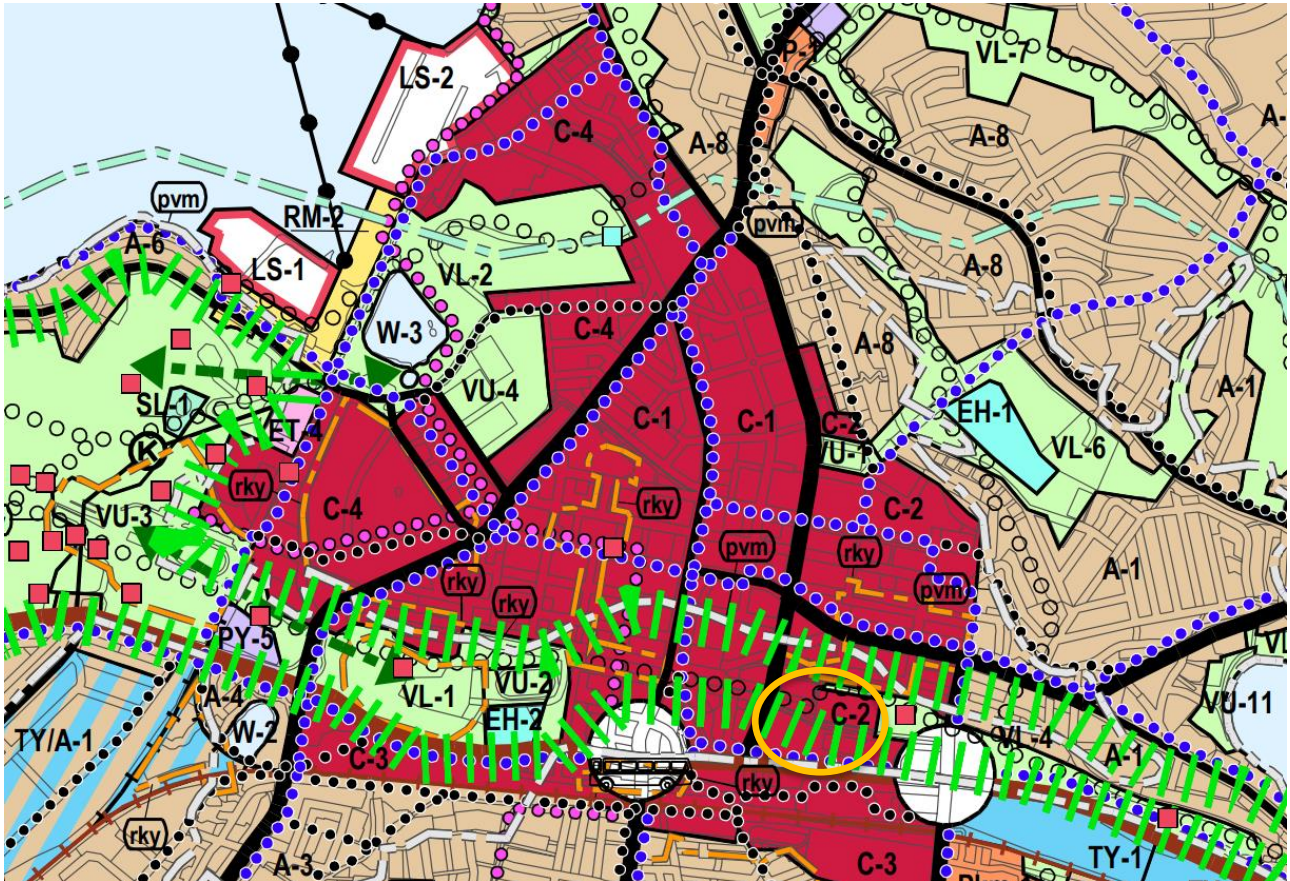 LS-2
VL-7
P-1
C-4
A-8
A-8
A-
pvm
RM-2
pvm
A-6
LS-1
VL-2
A-8
W-3
C-4
A-8
A-1
VU-4
SL-1
ET-4
C-1
C-1
C-2
EH-1
VU-1
VL-6
K
rky
rky
C-4
C-2
VU-3
pvm
rky
A-1
rky
rky
pvm
PY-5
VL-1
VU-2
A-4
C-2
VU-11
EH-2
W-2
VL-4
A-1
TY/A-1
C-3
rky
rky
TY-1
A-3
C-3